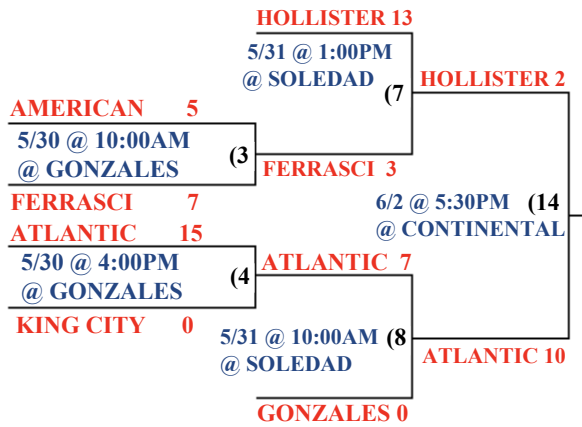 HOLLISTER 13
5/31 @ 1:00PM
@ SOLEDAD
(7
HOLLISTER 2
AMERICAN 5
5/30 @ 10:00AM
@ GONZALES
(3
FERRASCI 3
FERRASCI 7
6/2 @ 5:30PM
@ CONTINENTAL
(14
ATLANTIC 15
5/30 @ 4:00PM
@ GONZALES
(4
ATLANTIC 7
KING CITY 0
5/31 @ 10:00AM
@ SOLEDAD
(8
ATLANTIC 10
GONZALES 0